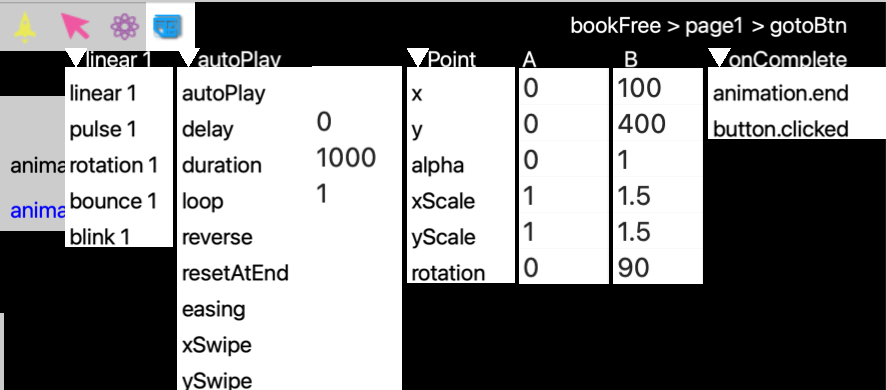 bookFree > page1 > gotoBtn
linear 1
autoPlay
Point
A
B
onComplete
linear 1
pulse 1
rotation 1
bounce 1
blink 1
anima
anima
autoPlay
delay 0
duration 1000
loop 1
reverse
resetAtEnd
easing
xSwipe
ySwipe
x 0 100
y 0 400
alpha 0 1
xScale 1 1.5
yScale 1 1.5
rotation 0 90
animation.end
button.clicked